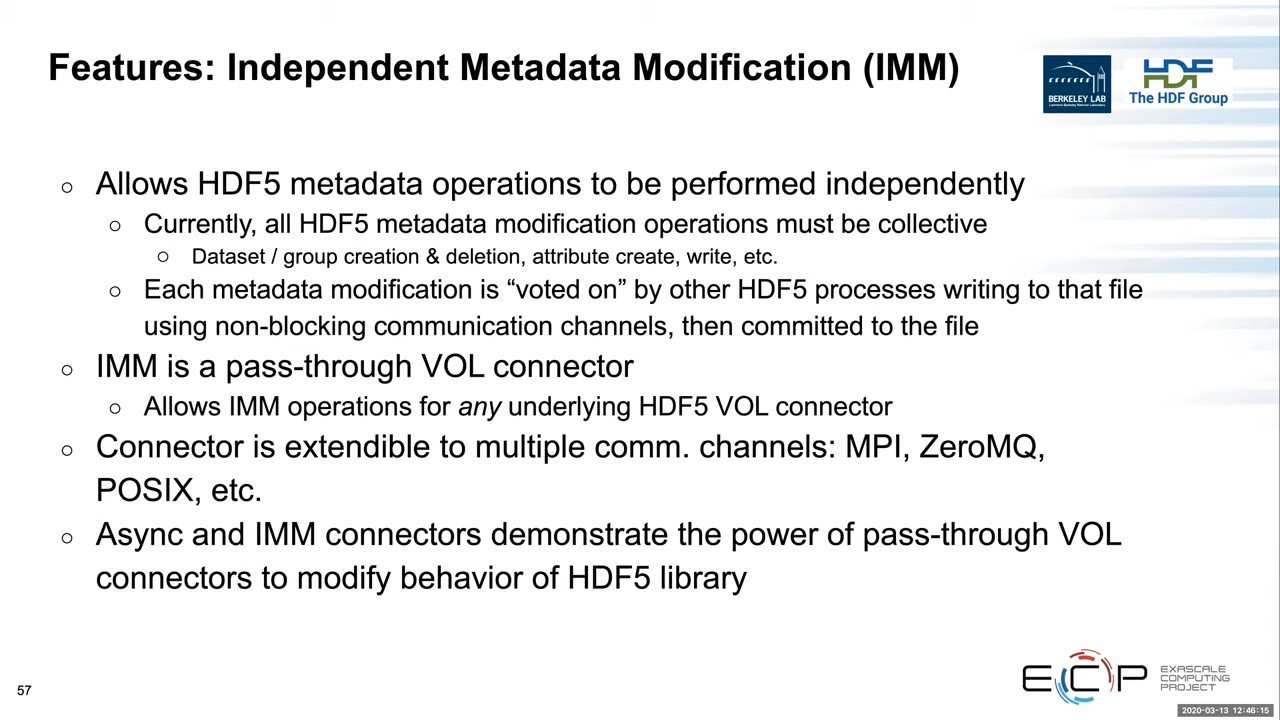 Features: Independent Metadata Modification (IMM)
BERKELEY LAB
The HDF Group
○ Allows HDF5 metadata operations to be performed independently
○ Currently, all HDF5 metadata modification operations must be collective
○ Dataset / group creation & deletion, attribute create, write, etc.
○ Each metadata modification is “voted on” by other HDF5 processes writing to that file
using non-blocking communication channels, then committed to the file
○ IMM is a pass-through VOL connector
○ Allows IMM operations for any underlying HDF5 VOL connector
○ Connector is extendible to multiple comm. channels: MPI, ZeroMQ,
POSIX, etc.
○ Async and IMM connectors demonstrate the power of pass-through VOL
connectors to modify behavior of HDF5 library
57
ECP
EXASCALE
COMPUTING
PROJECT
2020-03-13 12:46:15